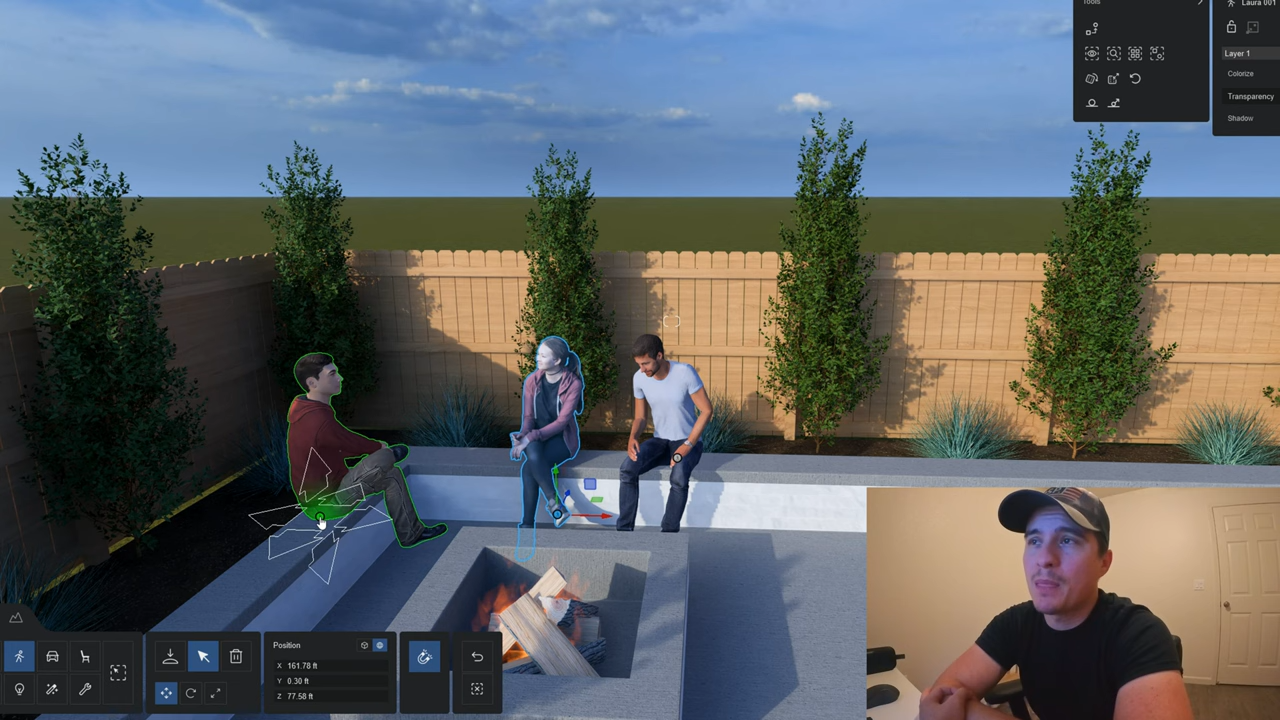 Tools
Laura 001
Layer 1
Colorize
Transparency
Shadow
Position
X 161.78 ft
Y 0.30 ft
Z 77.58 ft